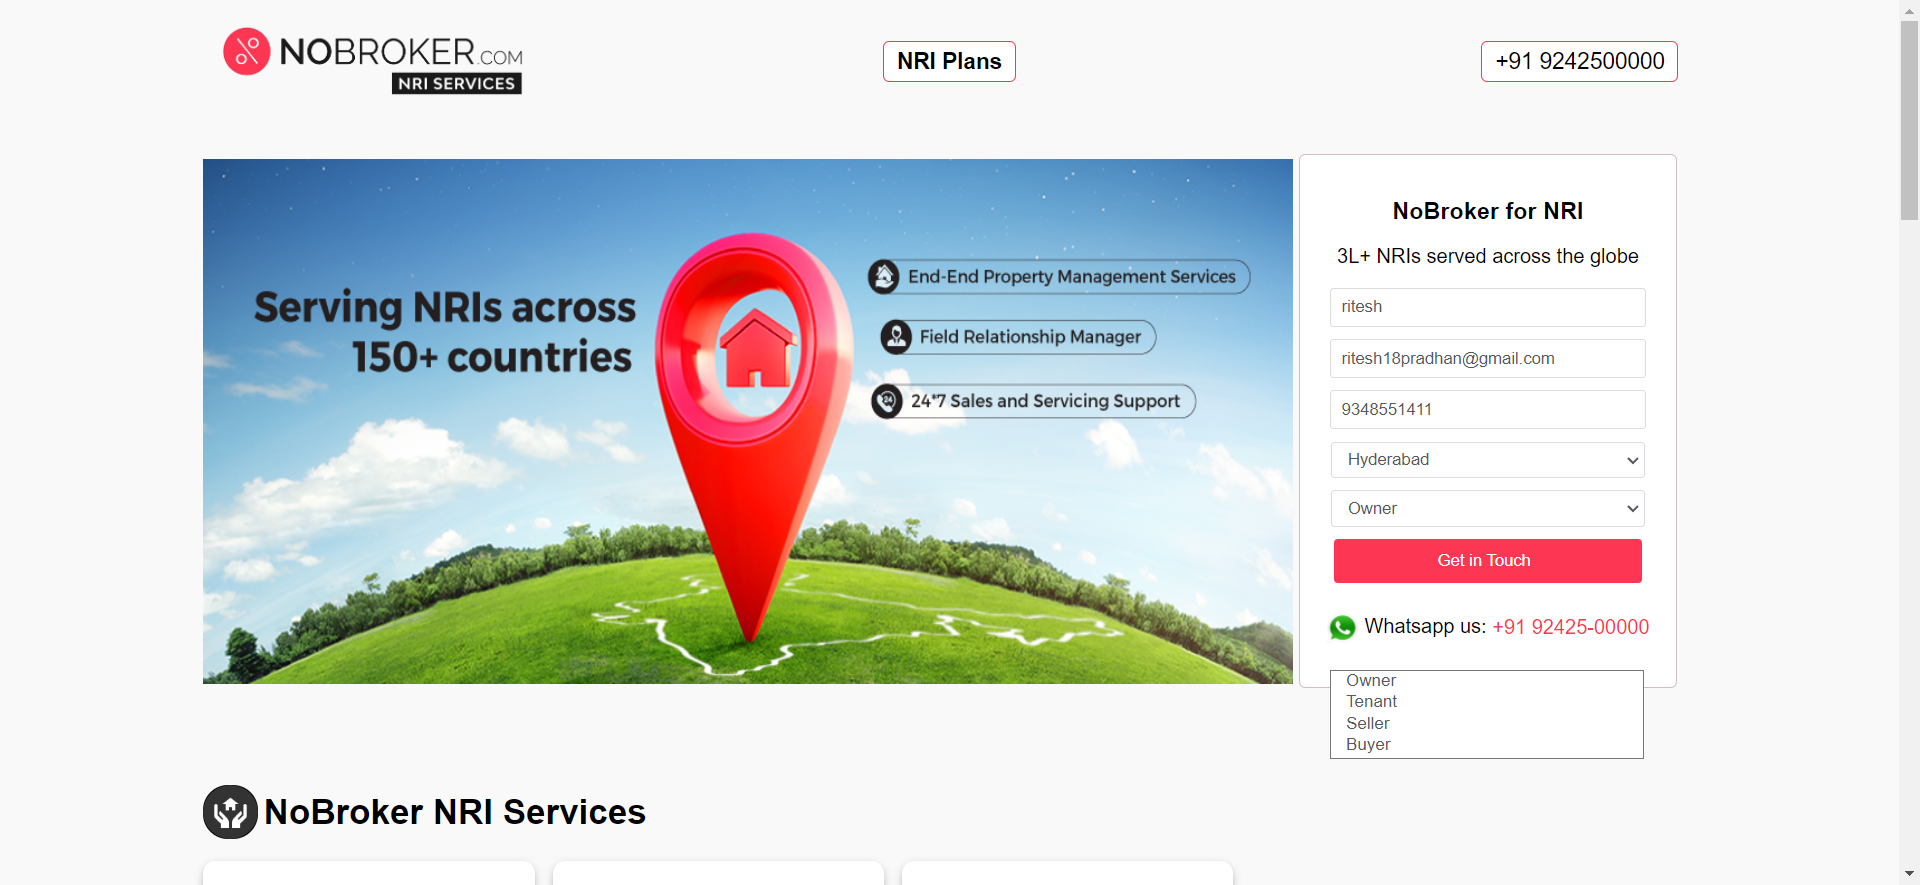 NOBROKER.COM
NRI SERVICES
NRI Plans
+91 9242500000
Serving NRIs across
150+ countries
End-End Property Management Services
Field Relationship Manager
24*7 Sales and Servicing Support
NoBroker for NRI
3L+ NRIs served across the globe
ritesh
ritesh18pradhan@gmail.com
9348551411
Hyderabad
Owner
Get in Touch
Whatsapp us: +91 92425-00000
Owner
Tenant
Seller
Buyer
NoBroker NRI Services